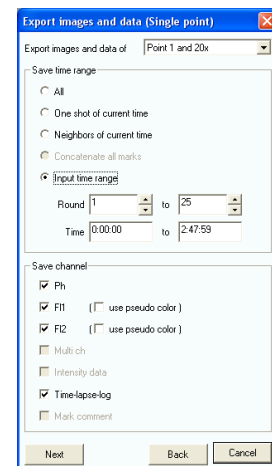 Export images and data (Single point)
Export images and data of Point 1 and 20x
Save time range
All
One shot of current time
Neighbors of current time
Concatenate all marks
Input time range
Round 1 to 25
Time 0:00:00 to 2:47:59
Save channel
Ph
Fl1 ( use pseudo color )
Fl2 ( use pseudo color )
Multi ch
Intensity data
Time-lapse-log
Mark comment
Next Back Cancel